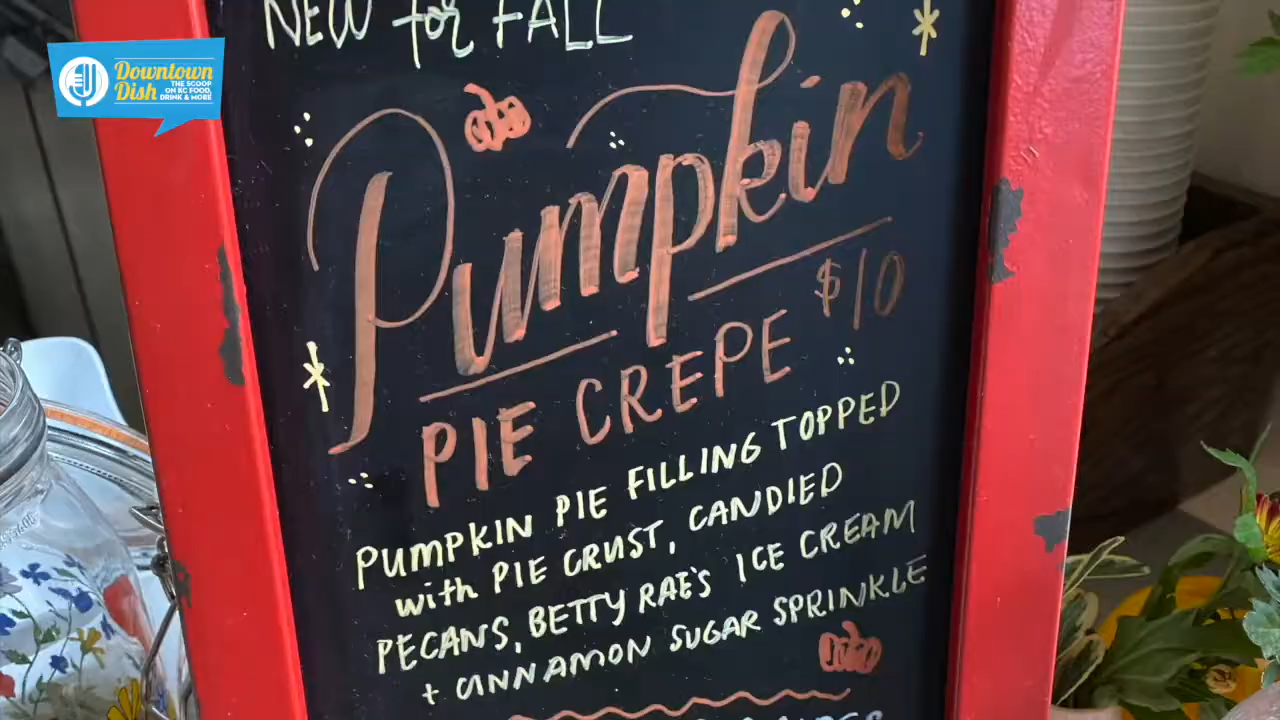 NEW for FALL
Downtown
Dish
THE SCOOP
ON KC FOOD,
DRINK & MORE
Pumpkin
PIE CREPE $10
PUMPKIN PIE FILLING TOPPED
with PIE CRUST, CANDIED
PECANS, BETTY RAE'S ICE CREAM
+ CINNAMON SUGAR SPRINKLE